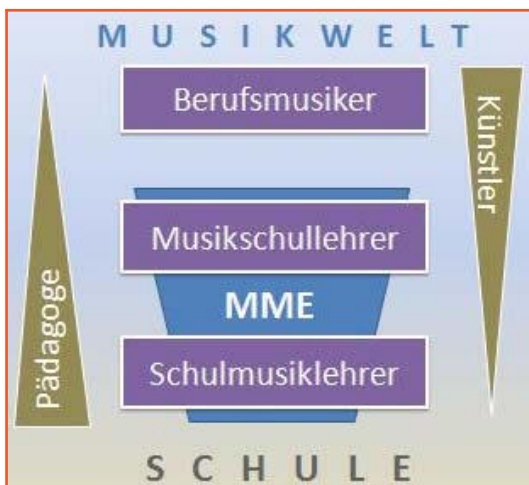 MUSIKWELT
Berufsmusiker
Künstler
Musikschullehrer
MME
Pädagoge
Schulmusiklehrer
SCHULE